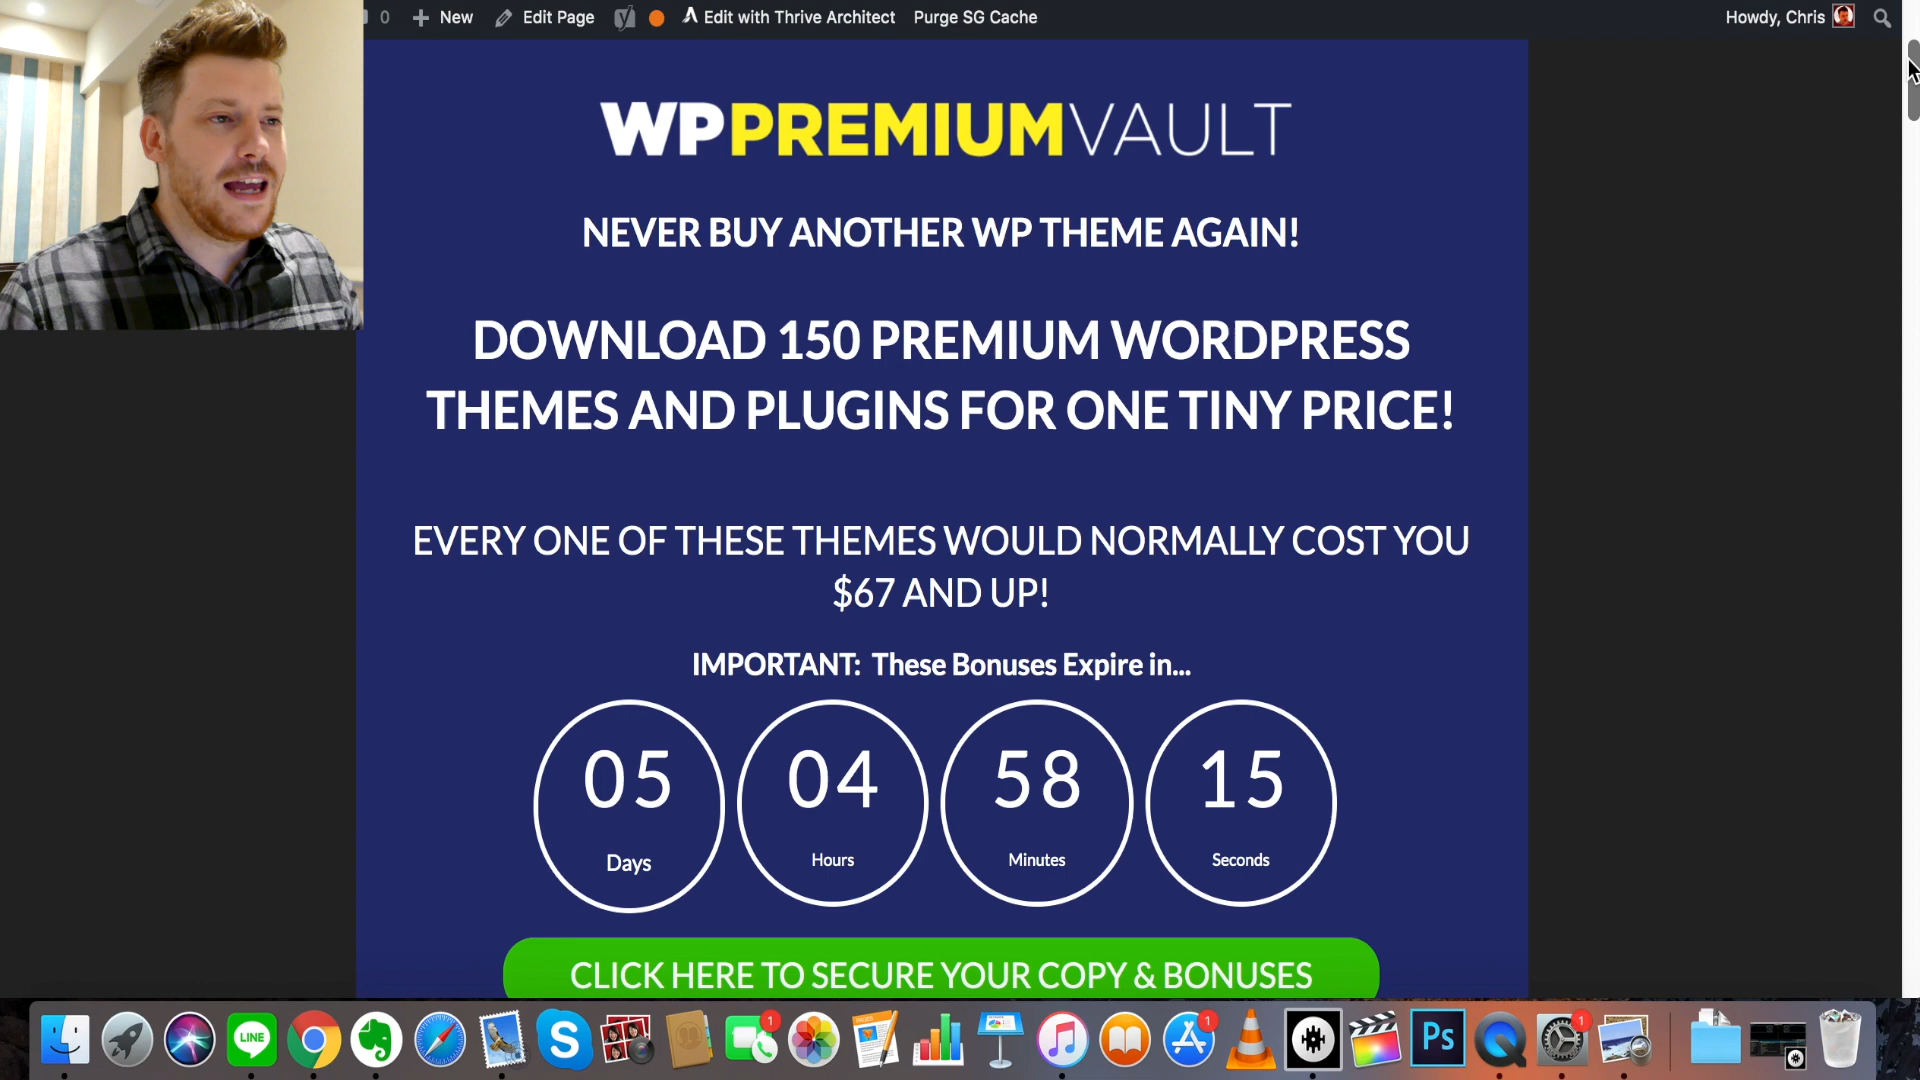 0 New Edit Page Edit with Thrive Architect Purge SG Cache Howdy, Chris
WPPREMIUMVAULT
NEVER BUY ANOTHER WP THEME AGAIN!
DOWNLOAD 150 PREMIUM WORDPRESS
THEMES AND PLUGINS FOR ONE TINY PRICE!
EVERY ONE OF THESE THEMES WOULD NORMALLY COST YOU
$67 AND UP!
IMPORTANT: These Bonuses Expire in...
05 04 58 15
Days Hours Minutes Seconds
CLICK HERE TO SECURE YOUR COPY & BONUSES
LINE S 1 1 Ps 1